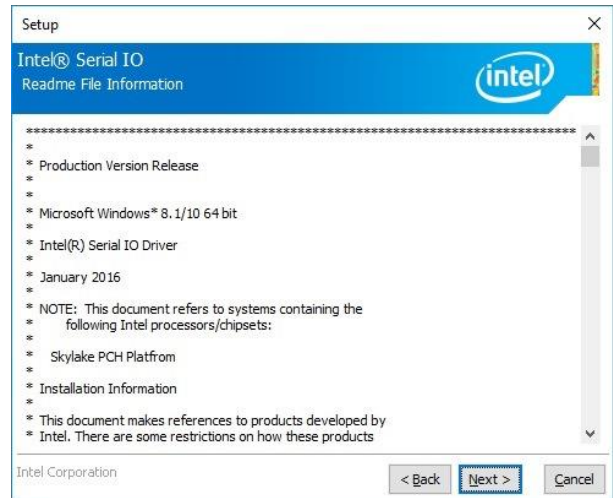 Setup
Intel® Serial IO
Readme File Information
intel
****************************************************************************
*
* Production Version Release
*
*
* Microsoft Windows* 8.1/10 64 bit
*
* Intel(R) Serial IO Driver
*
* January 2016
*
* NOTE: This document refers to systems containing the
* following Intel processors/chipsets:
*
* Skylake PCH Platfrom
*
* Installation Information
*
* This document makes references to products developed by
* Intel. There are some restrictions on how these products
Intel Corporation
< Back
Next >
Cancel